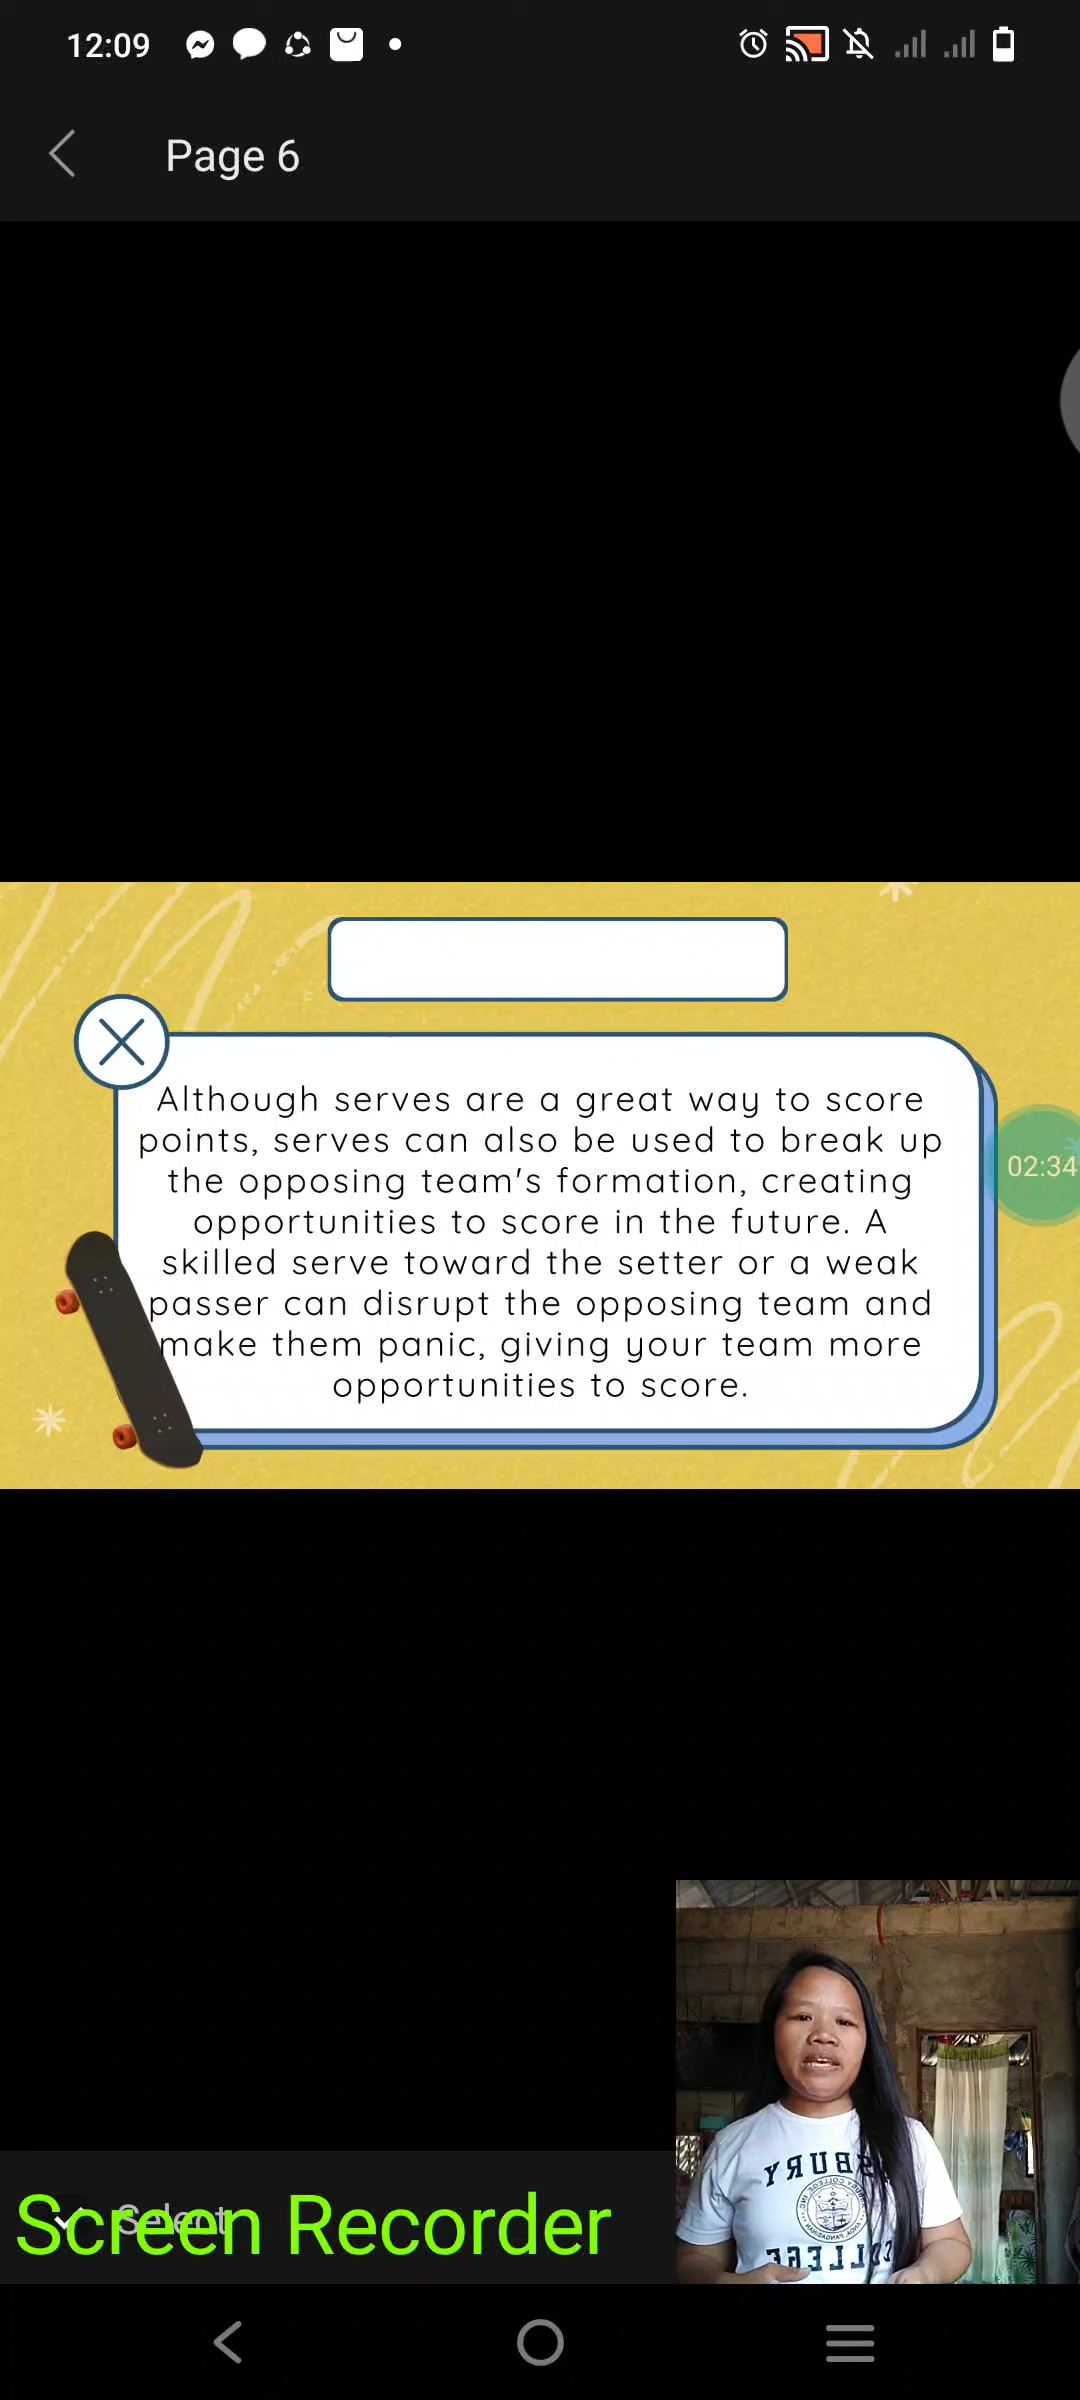 12:09
Page 6
Although serves are a great way to score
points, serves can also be used to break up
the opposing team's formation, creating
opportunities to score in the future. A
skilled serve toward the setter or a weak
passer can disrupt the opposing team and
make them panic, giving your team more
opportunities to score.
02:34
Select
Screen Recorder
COLLEGE